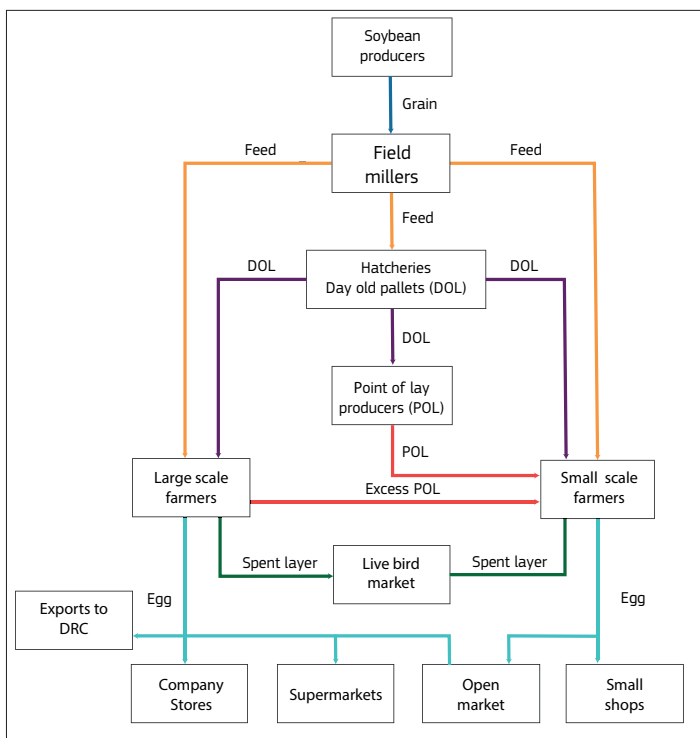 Soybean
producers
Grain
Feed
Field
millers
Feed
Feed
DOL
Hatcheries
Day old pallets (DOL)
DOL
DOL
Point of lay
producers (POL)
POL
Large scale
farmers
Excess POL
Small scale
farmers
Spent layer
Live bird
market
Spent layer
Egg
Egg
Exports to
DRC
Company
Stores
Supermarkets
Open
market
Small
shops